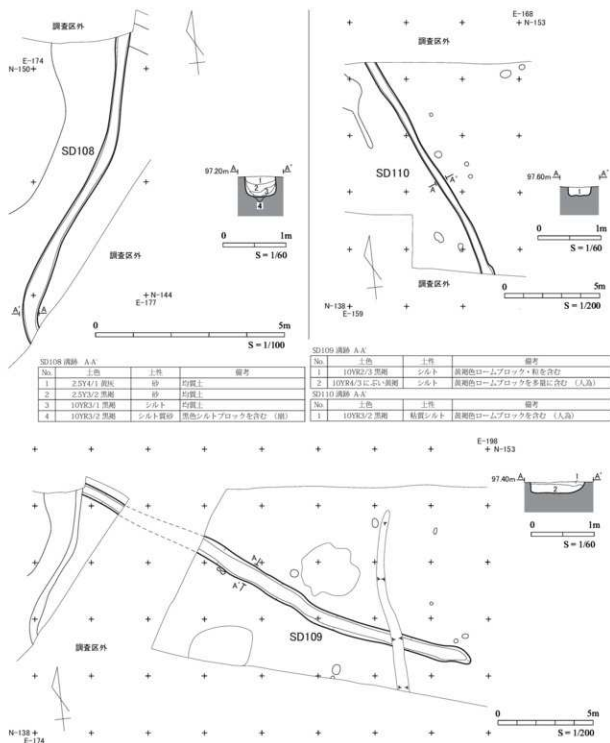 調査区外
E-174
N-150
SD108
97.20m A A'
1
2
3
4
0 1m
S = 1/60
調査区外
N-144
E-177
A' A
0 5m
S = 1/100
E-168
N-153
調査区外
SD110
A'
A
97.60m A A'
1
0 1m
S = 1/60
調査区外
N-138
E-159
0 5m
S = 1/200
SD108 溝跡 A-A'
No. 土色 土性 備考
1 2.5Y4/1 黄灰 砂 均質土
2 2.5Y3/2 黒褐 砂 均質土
3 10YR3/1 黒褐 シルト 均質土
4 10YR3/2 黒褐 シルト質砂 黒色シルトブロックを含む (崩)
SD109 溝跡 A-A'
No. 土色 土性 備考
1 10YR2/3 黒褐 シルト 黄褐色ロームブロック・粒を含む
2 10YR4/3 にぶい黄褐 シルト 黄褐色ロームブロックを多量に含む (人為)
SD110 溝跡 A-A'
No. 土色 土性 備考
1 10YR3/2 黒褐 粘質シルト 黄褐色ロームブロックを含む (人為)
E-198
N-153
97.40m A A'
1
2
0 1m
S = 1/60
A
A'
SD109
調査区外
N-138
E-174
0 5m
S = 1/200